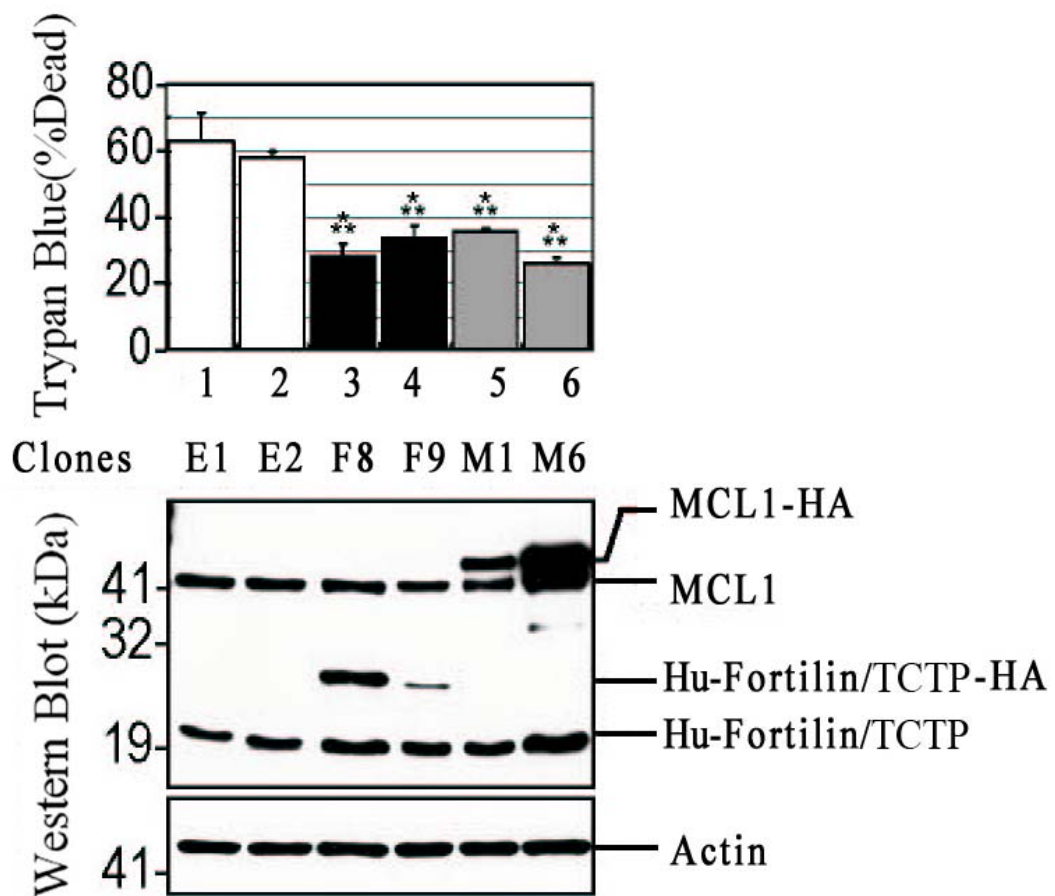 Trypan Blue(%Dead)
80
60
40
20
0
*
**
*
**
*
**
*
**
1 2 3 4 5 6
Clones E1 E2 F8 F9 M1 M6
Western Blot (kDa)
41
32
19
41
MCL1-HA
MCL1
Hu-Fortilin/TCTP-HA
Hu-Fortilin/TCTP
Actin